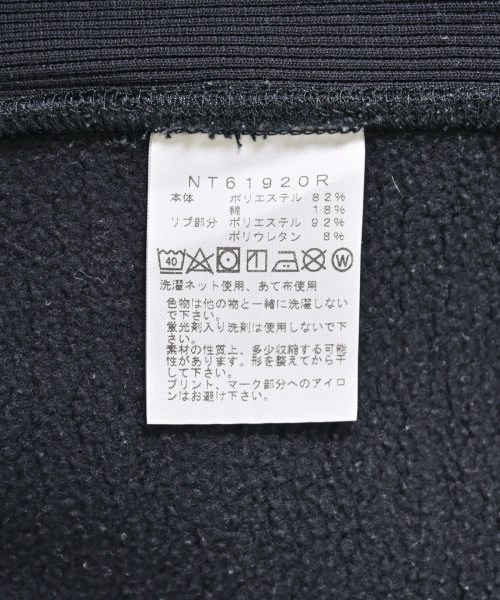 NT61920R
本体 ポリエステル 82%
綿 18%
リブ部分 ポリエステル 92%
ポリウレタン 8%
40 W
洗濯ネット使用、あて布使用
色物は他の物と一緒に洗濯しない
で下さい。
蛍光剤入り洗剤は使用しないで下
さい。
素材の性質上、多少収縮する可能
性があります。形を整えてから干
して下さい。
プリント、マーク部分へのアイロ
ンはお避け下さい。